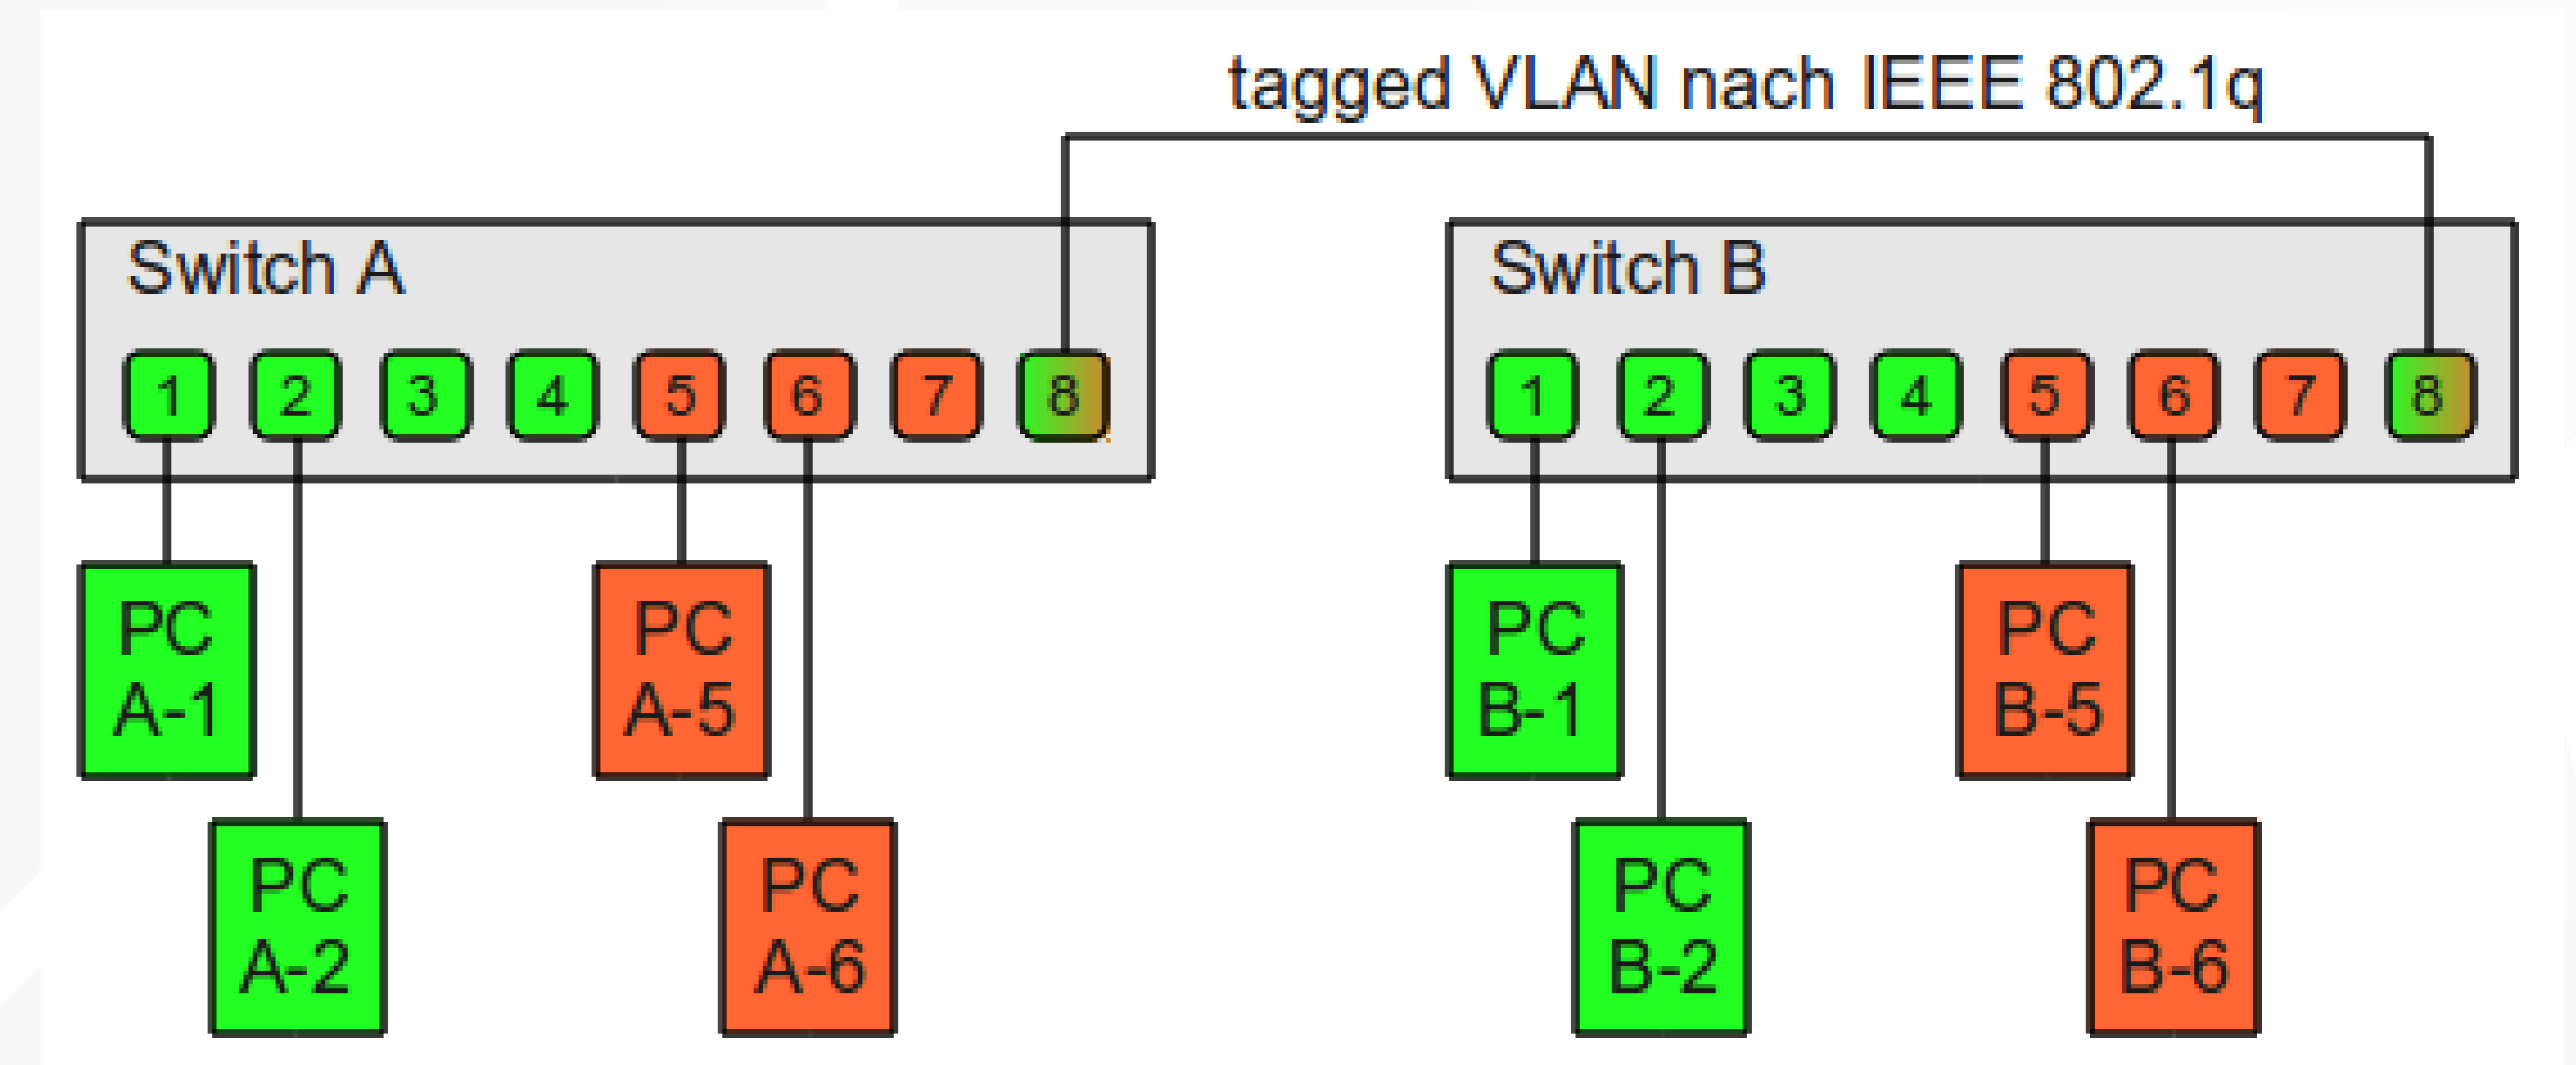 tagged VLAN nach IEEE 802.1q
Switch A
1 2 3 4 5 6 7 8
Switch B
1 2 3 4 5 6 7 8
PC
A-1
PC
A-2
PC
A-5
PC
A-6
PC
B-1
PC
B-2
PC
B-5
PC
B-6